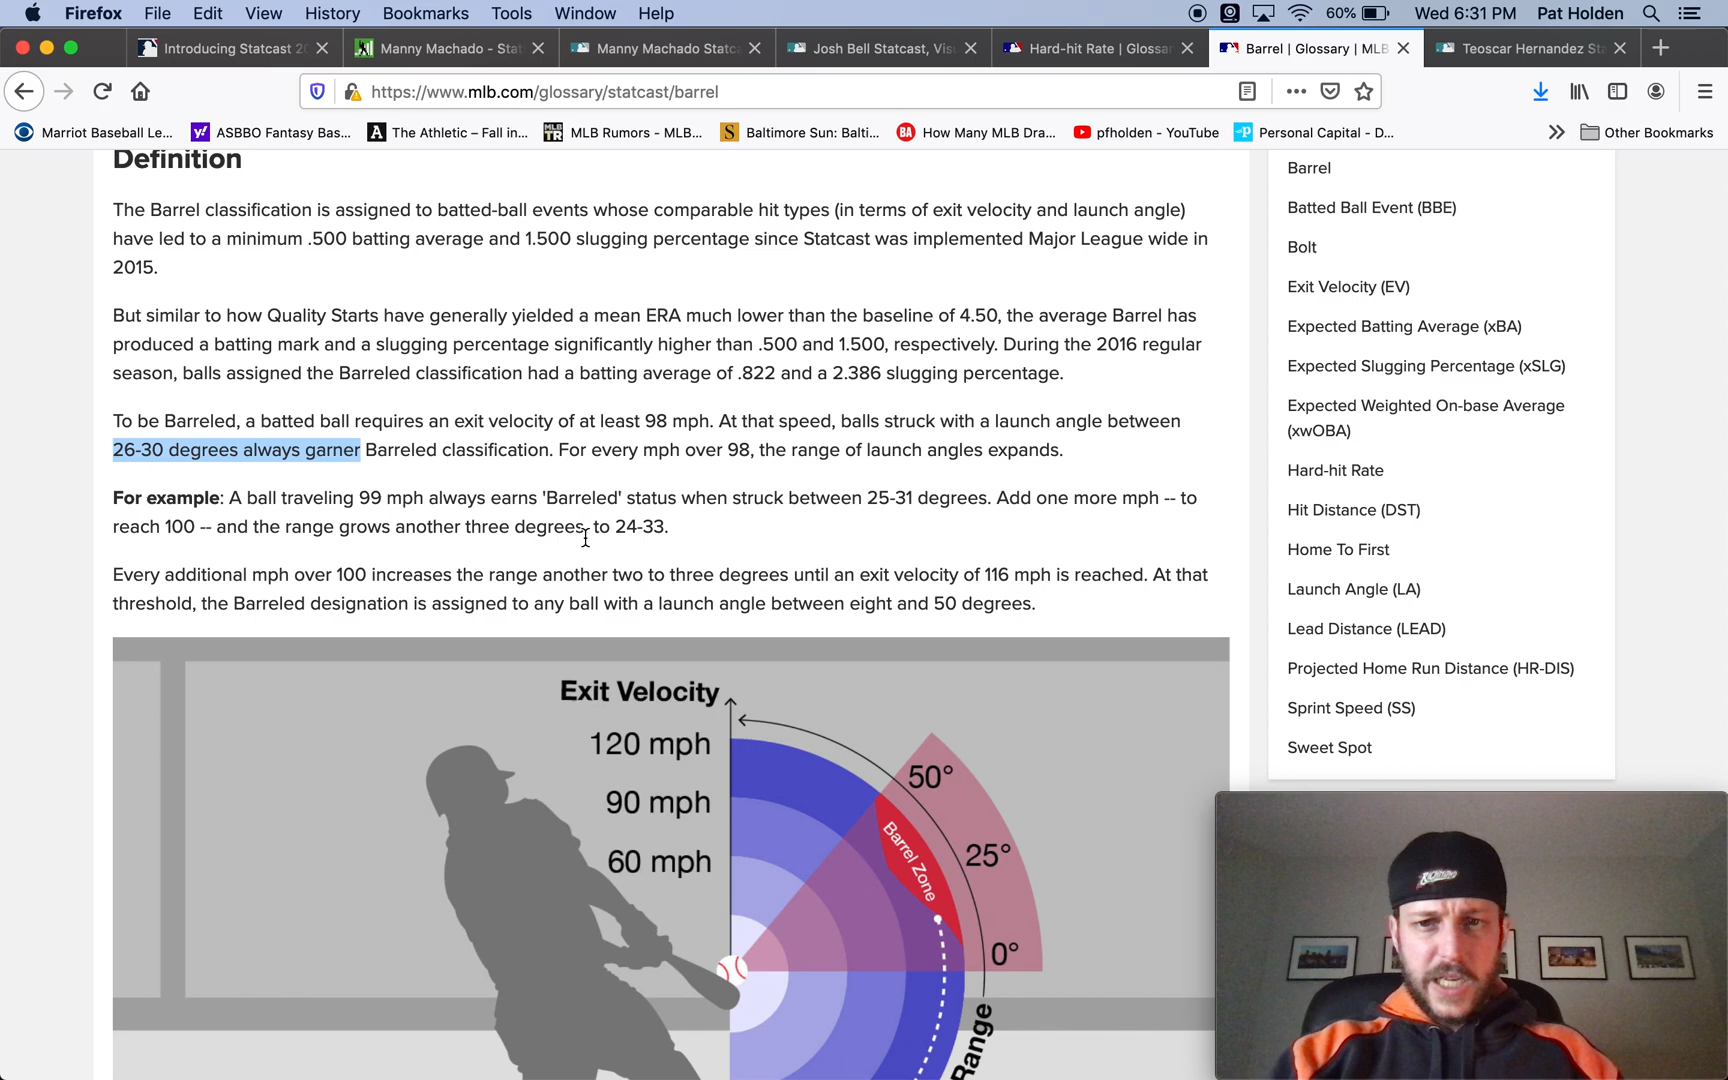 Firefox File Edit View History Bookmarks Tools Window Help 60% Wed 6:31 PM Pat Holden
Introducing Statcast 20 Manny Machado - Stat Manny Machado Statca Josh Bell Statcast, Visu Hard-hit Rate | Glossar Barrel | Glossary | MLB Teoscar Hernandez Sta
https://www.mlb.com/glossary/statcast/barrel
Marriot Baseball Le... ASBBO Fantasy Bas... The Athletic – Fall in... MLB Rumors - MLB... Baltimore Sun: Balti... How Many MLB Dra... pfholden - YouTube Personal Capital - D... Other Bookmarks
Definition
The Barrel classification is assigned to batted-ball events whose comparable hit types (in terms of exit velocity and launch angle)
have led to a minimum .500 batting average and 1.500 slugging percentage since Statcast was implemented Major League wide in
2015.
But similar to how Quality Starts have generally yielded a mean ERA much lower than the baseline of 4.50, the average Barrel has
produced a batting mark and a slugging percentage significantly higher than .500 and 1.500, respectively. During the 2016 regular
season, balls assigned the Barreled classification had a batting average of .822 and a 2.386 slugging percentage.
To be Barreled, a batted ball requires an exit velocity of at least 98 mph. At that speed, balls struck with a launch angle between
26-30 degrees always garner Barreled classification. For every mph over 98, the range of launch angles expands.
For example: A ball traveling 99 mph always earns 'Barreled' status when struck between 25-31 degrees. Add one more mph -- to
reach 100 -- and the range grows another three degrees, to 24-33.
Every additional mph over 100 increases the range another two to three degrees until an exit velocity of 116 mph is reached. At that
threshold, the Barreled designation is assigned to any ball with a launch angle between eight and 50 degrees.
Exit Velocity
120 mph
90 mph
60 mph
50°
25°
0°
Barrel Zone
Range
Barrel
Batted Ball Event (BBE)
Bolt
Exit Velocity (EV)
Expected Batting Average (xBA)
Expected Slugging Percentage (xSLG)
Expected Weighted On-base Average
(xwOBA)
Hard-hit Rate
Hit Distance (DST)
Home To First
Launch Angle (LA)
Lead Distance (LEAD)
Projected Home Run Distance (HR-DIS)
Sprint Speed (SS)
Sweet Spot